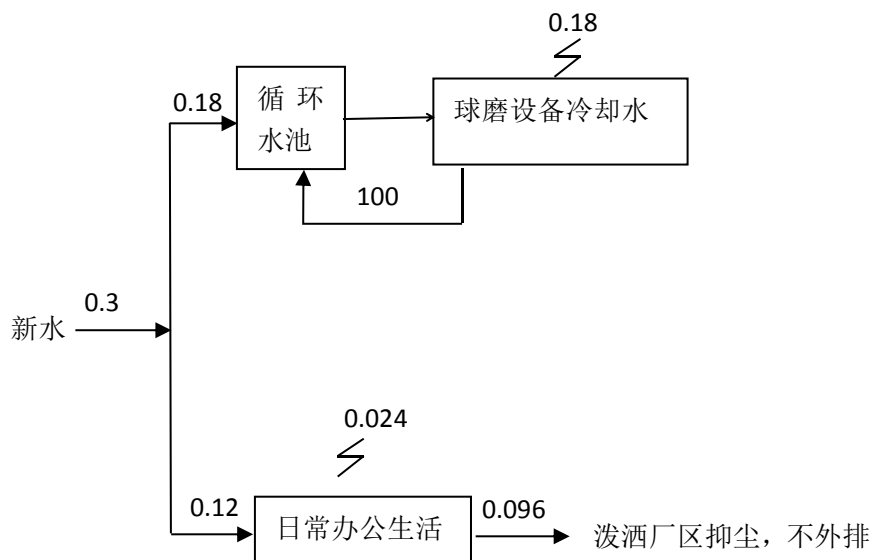 0.18
0.18
循 环
水池
球磨设备冷却水
100
0.3
新水
0.024
0.12
日常办公生活
0.096
泼洒厂区抑尘，不外排